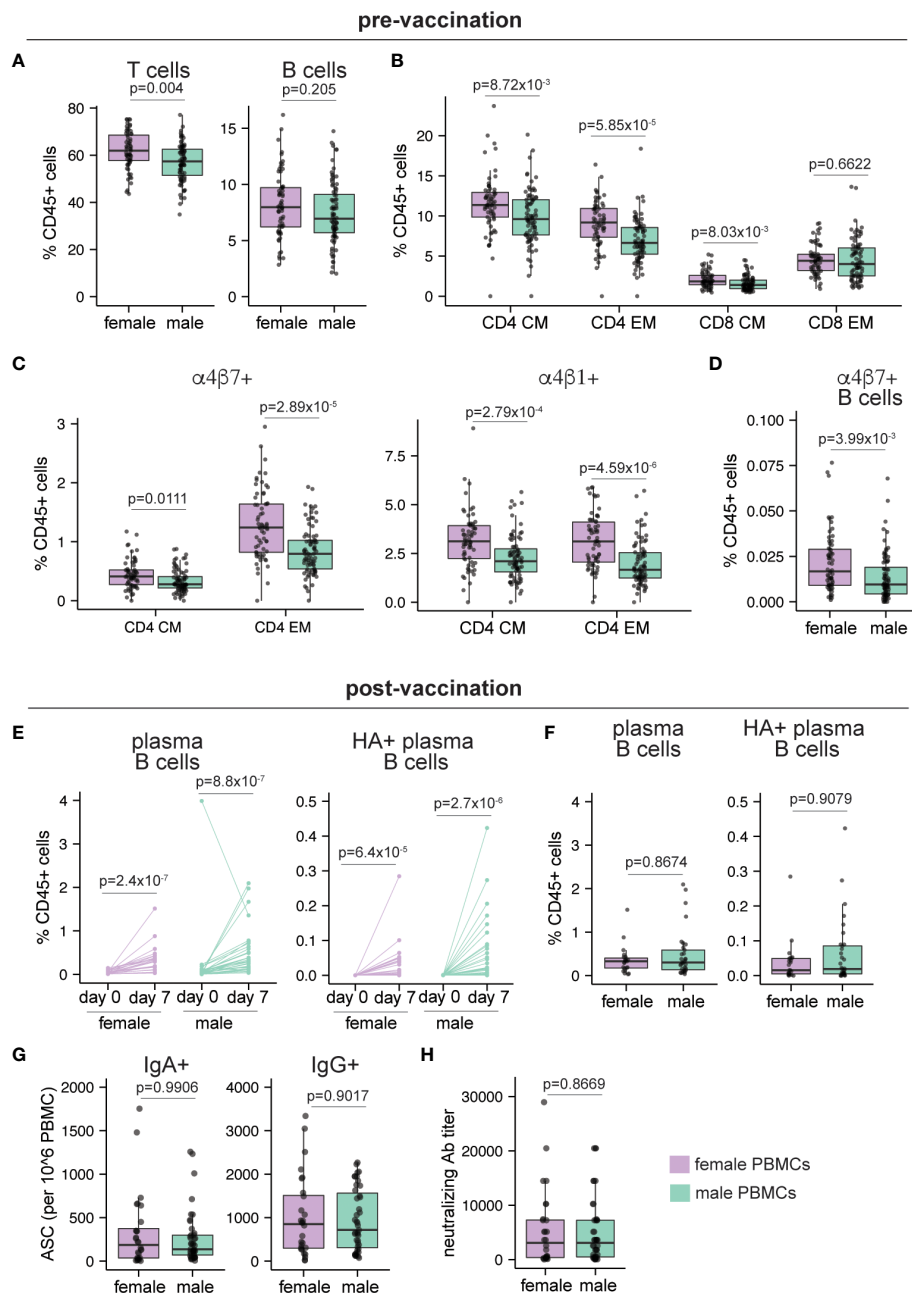 pre-vaccination
A
T cells
p=0.004
B cells
p=0.205
% CD45+ cells
80
60
40
20
0
15
10
5
0
female
male
female
male
B
p=8.72x10-3
p=5.85x10-5
p=8.03x10-3
p=0.6622
% CD45+ cells
20
15
10
5
0
CD4 CM
CD4 EM
CD8 CM
CD8 EM
C
α4β7+
p=0.0111
p=2.89x10-5
% CD45+ cells
3
2
1
0
CD4 CM
CD4 EM
α4β1+
p=2.79x10-4
p=4.59x10-6
7.5
5.0
2.5
0.0
CD4 CM
CD4 EM
D
α4β7+
B cells
p=3.99x10-3
% CD45+ cells
0.100
0.075
0.050
0.025
0.000
female
male
post-vaccination
E
plasma
B cells
p=2.4x10-7
p=8.8x10-7
% CD45+ cells
4
3
2
1
0
day 0
day 7
day 0
day 7
female
male
HA+ plasma
B cells
p=6.4x10-5
p=2.7x10-6
0.5
0.4
0.3
0.2
0.1
0.0
day 0
day 7
day 0
day 7
female
male
F
plasma
B cells
p=0.8674
% CD45+ cells
4
3
2
1
0
female
male
HA+ plasma
B cells
p=0.9079
0.5
0.4
0.3
0.2
0.1
0.0
female
male
G
IgA+
p=0.9906
ASC (per 10^6 PBMC)
2000
1500
1000
500
0
female
male
IgG+
p=0.9017
4000
3000
2000
1000
0
female
male
H
p=0.8669
neutralizing Ab titer
30000
20000
10000
0
female
male
female PBMCs
male PBMCs